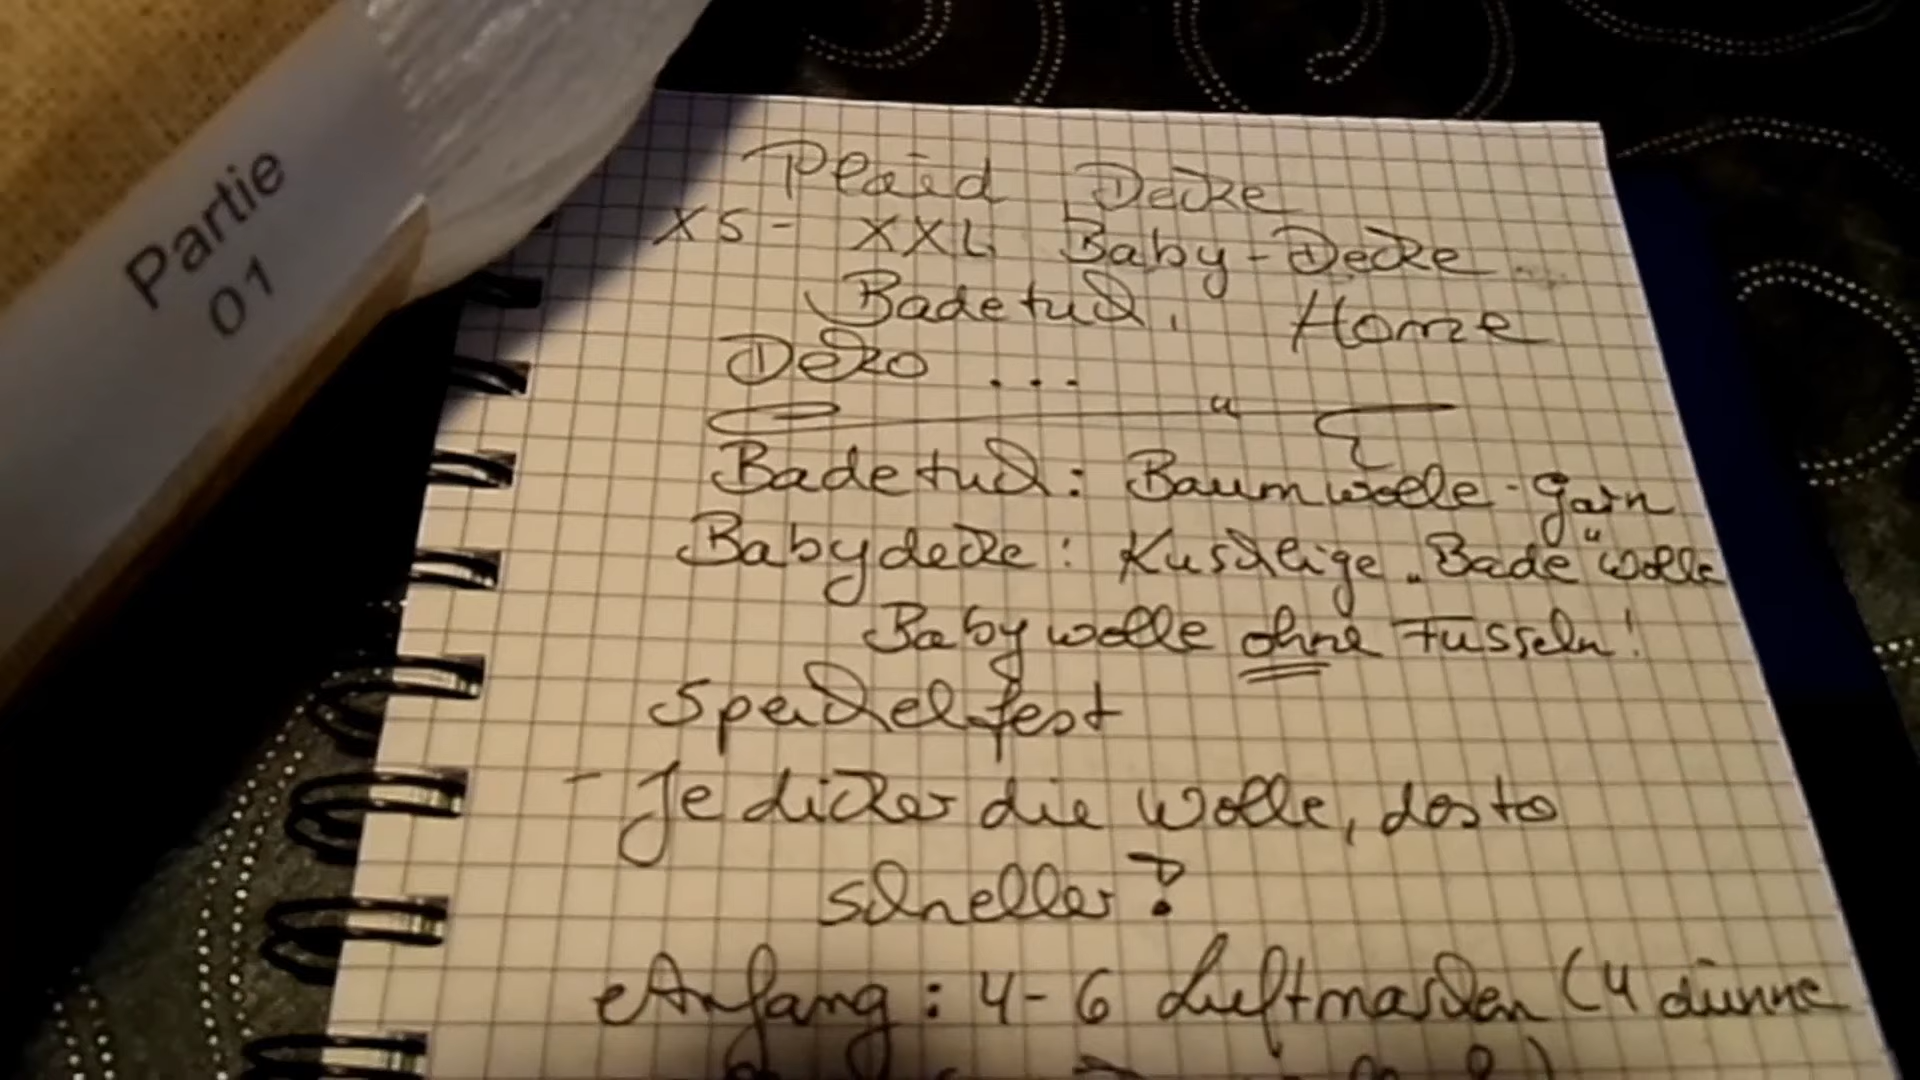 Partie
01
Plaid Decke
XS - XXL Baby-Decke
Badetuch, Home
Deko ...
Badetuch: Baumwolle-Garn
Babydecke: Kuschlige "Bade" wolle
Babywolle ohne Fusseln!
Speichelfest
- Je dicker die Wolle, desto
schneller!
Anfang: 4-6 Luftmaschen (4 dünne